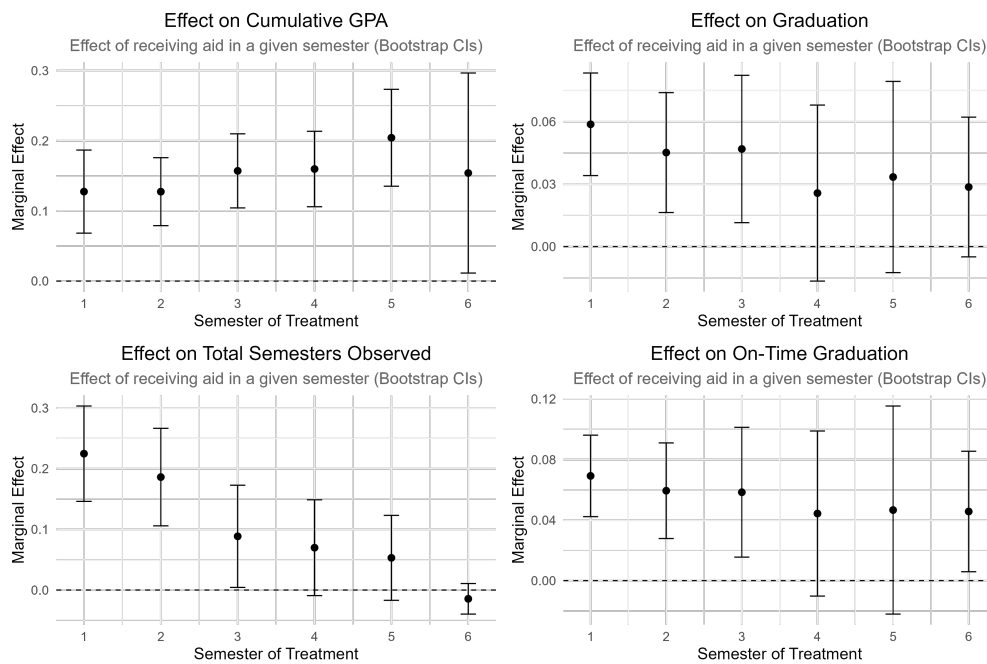 Effect on Cumulative GPA
Effect of receiving aid in a given semester (Bootstrap CIs)
Marginal Effect
0.3
0.2
0.1
0.0
1 2 3 4 5 6
Semester of Treatment
Effect on Graduation
Effect of receiving aid in a given semester (Bootstrap CIs)
Marginal Effect
0.06
0.03
0.00
1 2 3 4 5 6
Semester of Treatment
Effect on Total Semesters Observed
Effect of receiving aid in a given semester (Bootstrap CIs)
Marginal Effect
0.3
0.2
0.1
0.0
1 2 3 4 5 6
Semester of Treatment
Effect on On-Time Graduation
Effect of receiving aid in a given semester (Bootstrap CIs)
Marginal Effect
0.12
0.08
0.04
0.00
1 2 3 4 5 6
Semester of Treatment